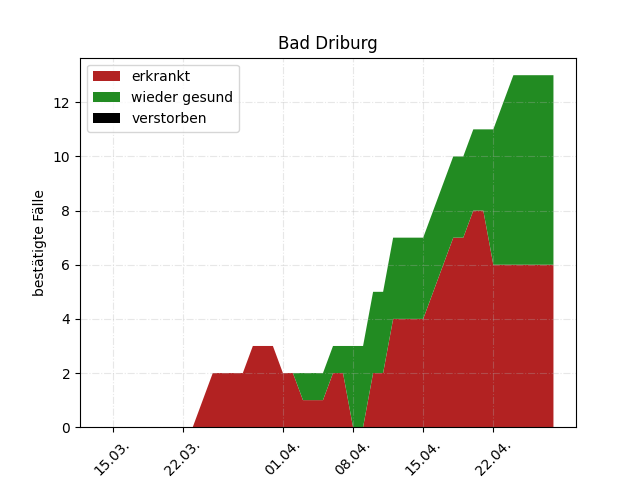 Bad Driburg
erkrankt
wieder gesund
verstorben
bestätigte Fälle
12
10
8
6
4
2
0
15.03.
22.03.
01.04.
08.04.
15.04.
22.04.